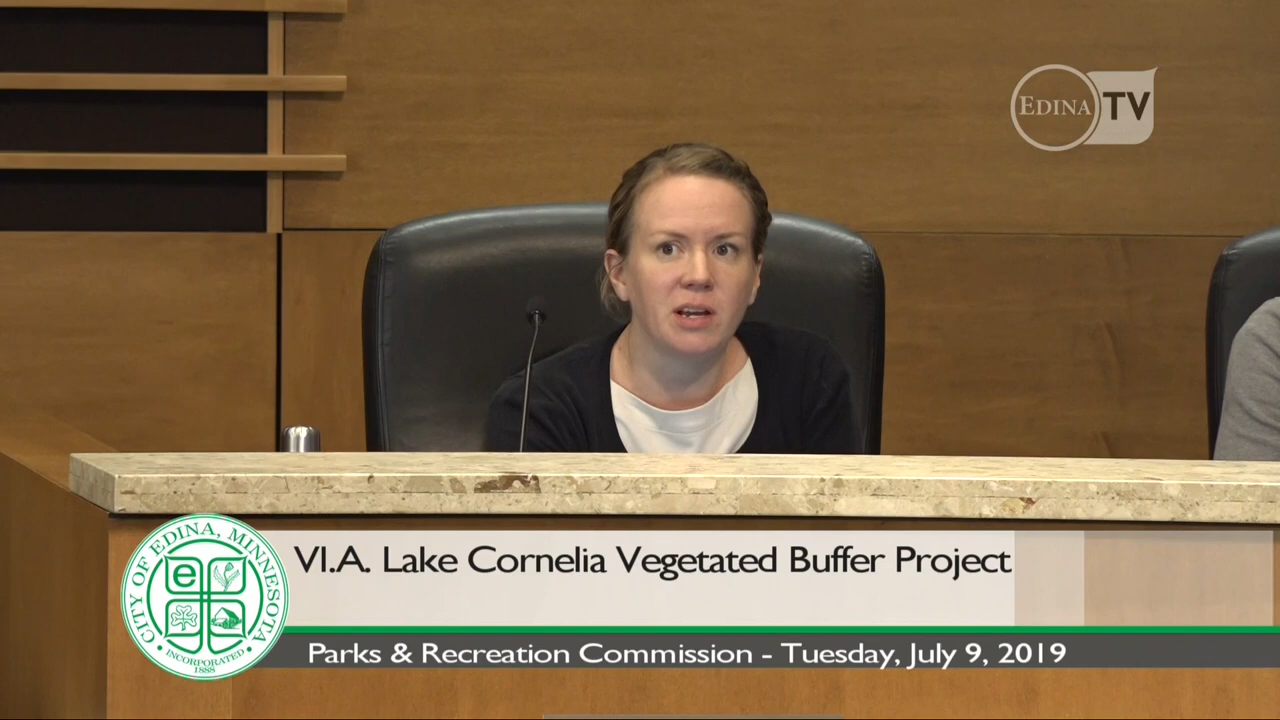 EDINA TV
VI.A. Lake Cornelia Vegetated Buffer Project
CITY OF EDINA, MINNESOTA
e
INCORPORATED
1888
Parks & Recreation Commission - Tuesday, July 9, 2019